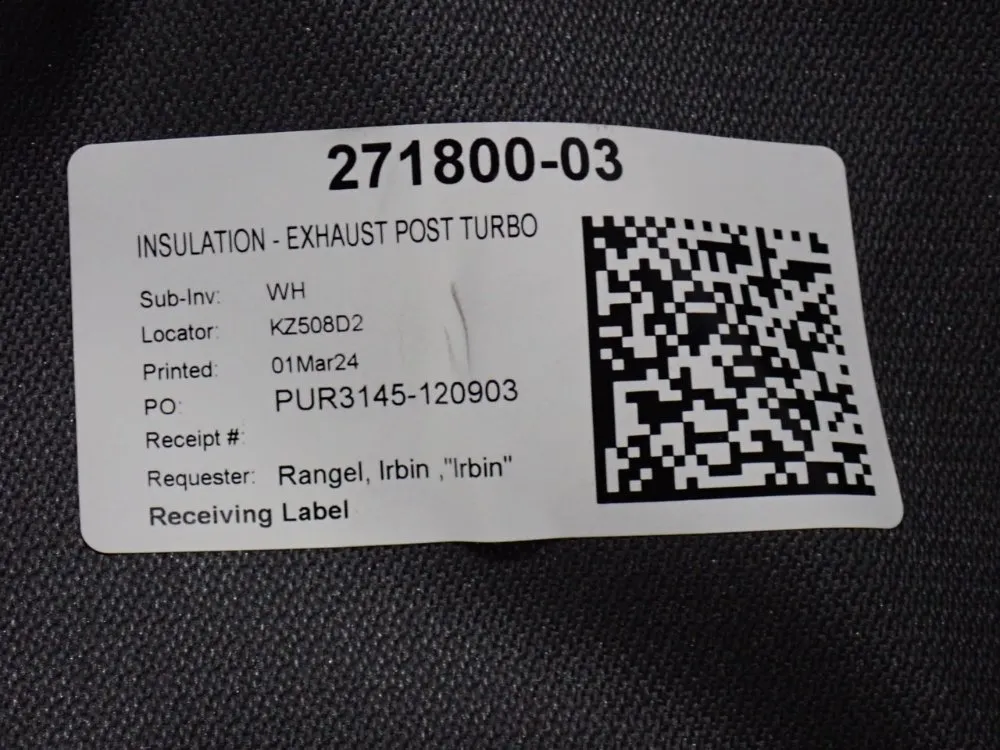 271800-03
INSULATION - EXHAUST POST TURBO
Sub-Inv: WH
Locator: KZ508D2
Printed: 01Mar24
PO: PUR3145-120903
Receipt #:
Requester: Rangel, Irbin ,"Irbin"
Receiving Label